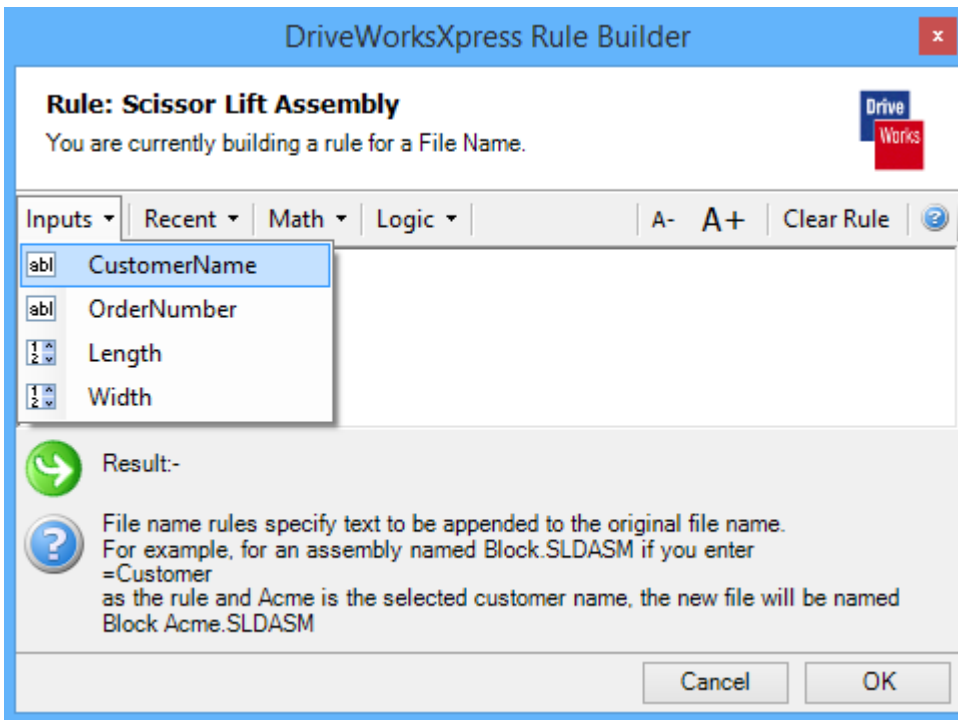 DriveWorksXpress Rule Builder
x
Rule: Scissor Lift Assembly
You are currently building a rule for a File Name.
Drive
Works
Inputs Recent Math Logic A- A+ Clear Rule ?
abl CustomerName
abl OrderNumber
1 2 Length
1 2 Width
Result:-
? File name rules specify text to be appended to the original file name.
For example, for an assembly named Block.SLDASM if you enter
=Customer
as the rule and Acme is the selected customer name, the new file will be named
Block Acme.SLDASM
Cancel OK